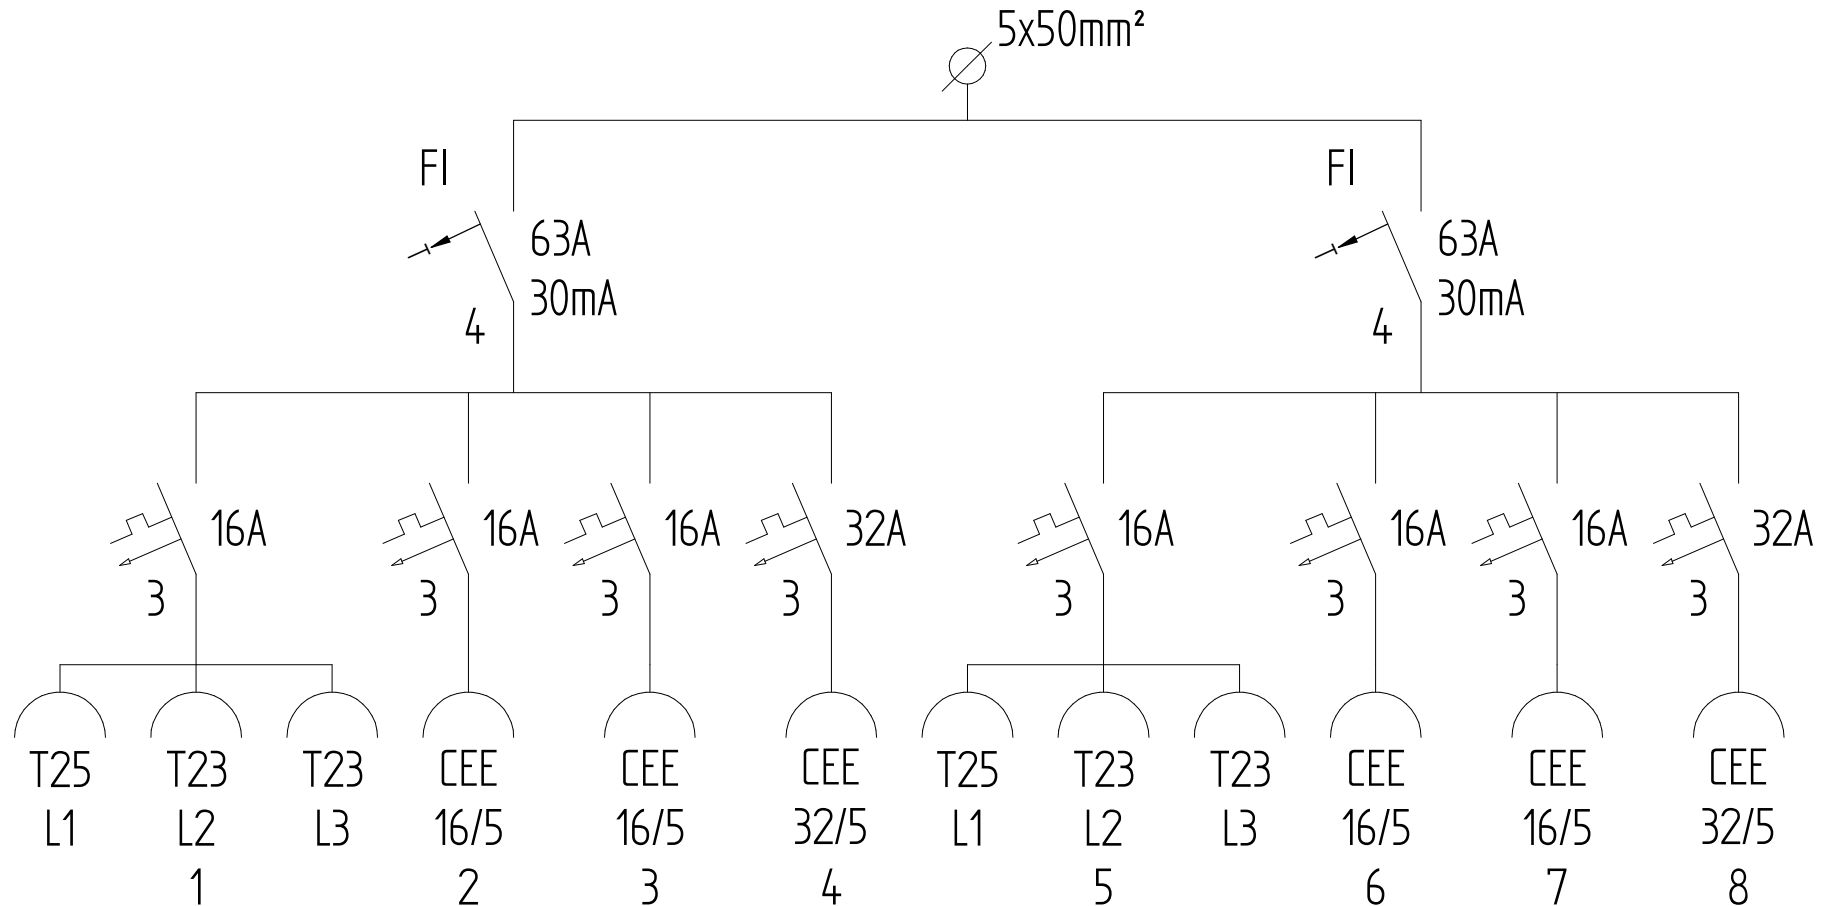 5x50mm²
FI FI
63A 63A
30mA 30mA
4 4
16A 16A 16A 32A 16A 16A 16A 32A
3 3 3 3 3 3 3 3
T25 T23 T23 CEE CEE CEE T25 T23 T23 CEE CEE CEE
L1 L2 L3 16/5 16/5 32/5 L1 L2 L3 16/5 16/5 32/5
1 2 3 4 5 6 7 8